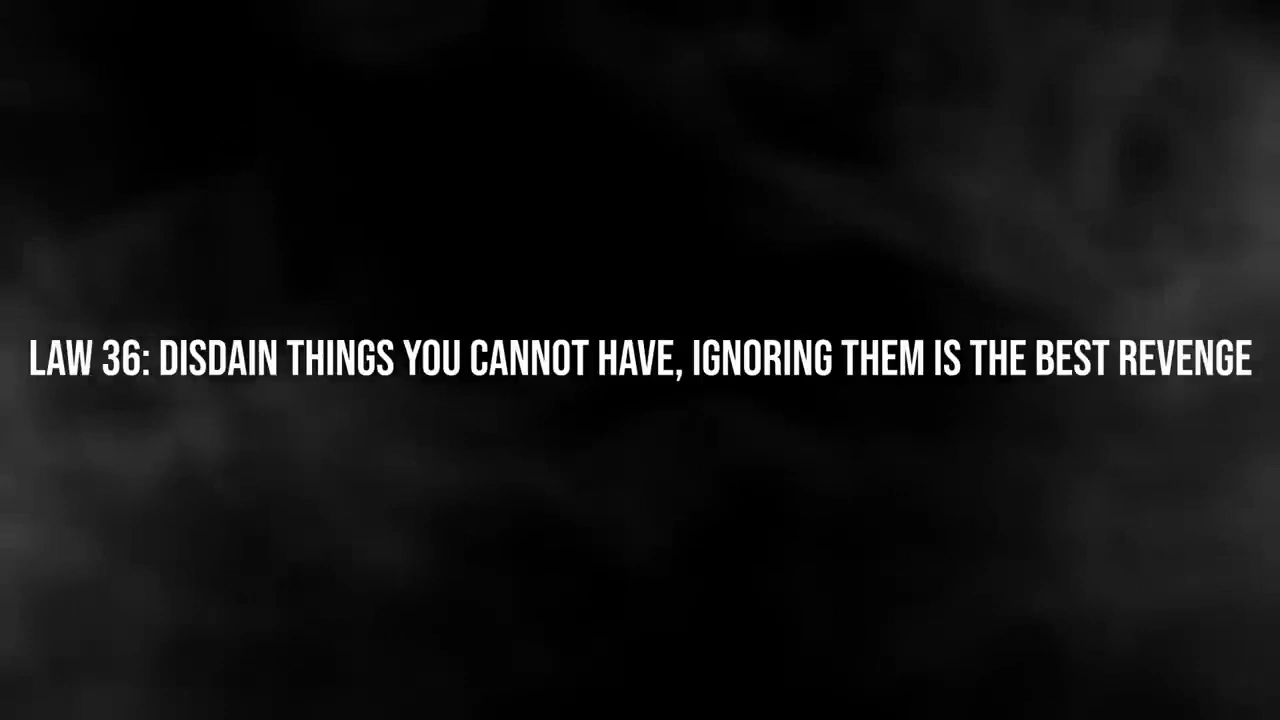 LAW 36: DISDAIN THINGS YOU CANNOT HAVE, IGNORING THEM IS THE BEST REVENGE